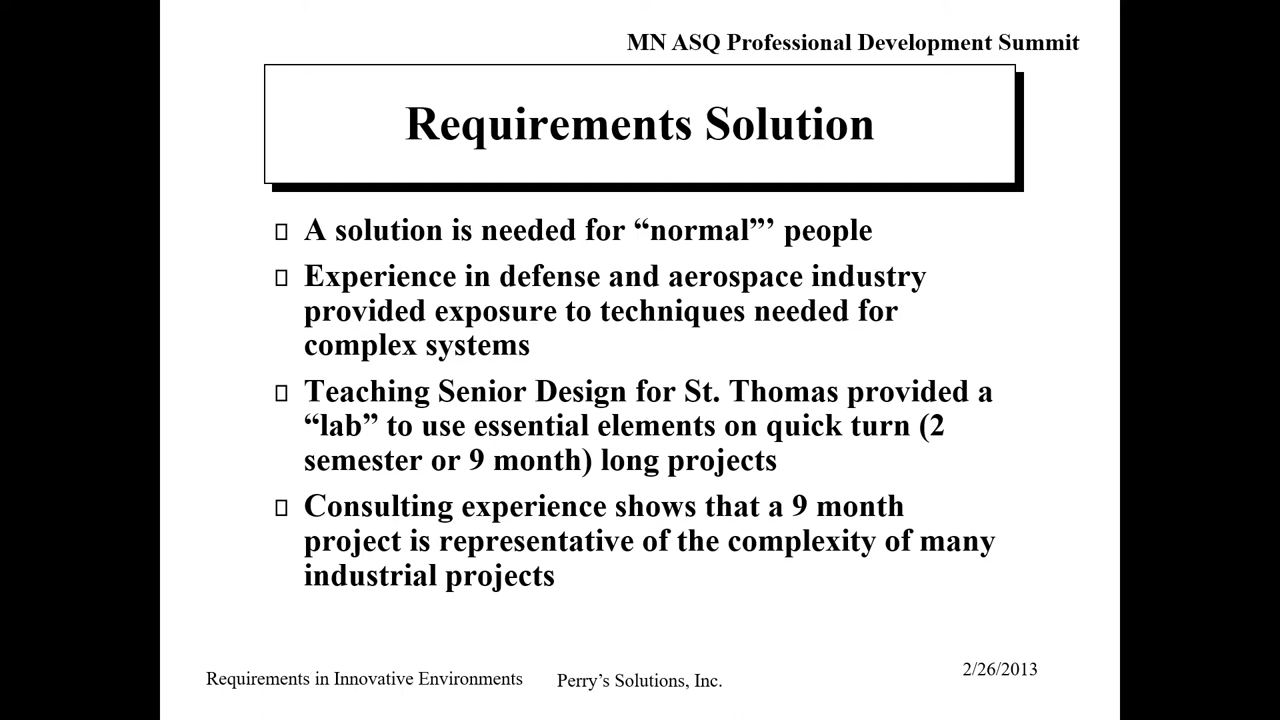 MN ASQ Professional Development Summit
Requirements Solution
A solution is needed for “normal”’ people
Experience in defense and aerospace industry
provided exposure to techniques needed for
complex systems
Teaching Senior Design for St. Thomas provided a
“lab” to use essential elements on quick turn (2
semester or 9 month) long projects
Consulting experience shows that a 9 month
project is representative of the complexity of many
industrial projects
Requirements in Innovative Environments
Perry’s Solutions, Inc.
2/26/2013